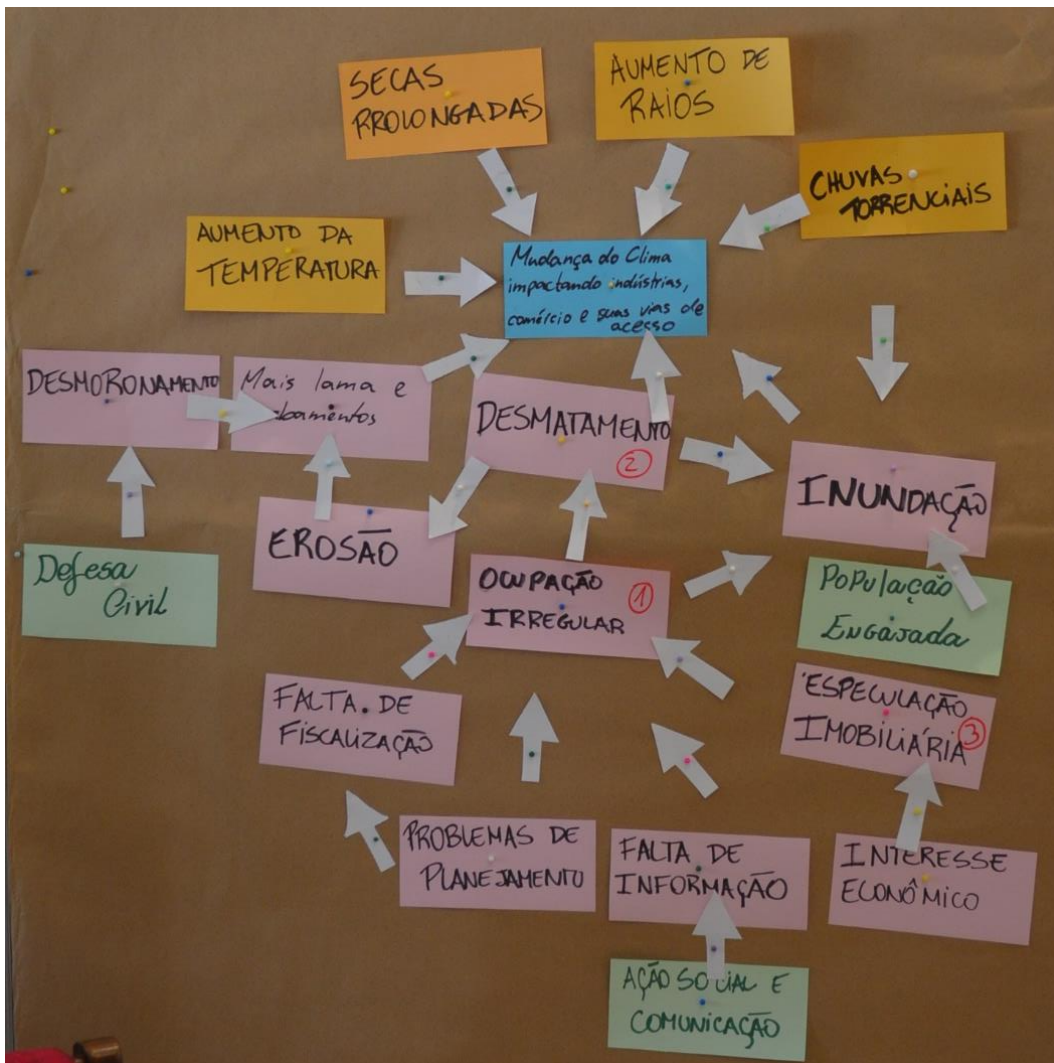 SECAS
PROLONGADAS
AUMENTO DE
RAIOS
CHUVAS
TORRENCIAIS
AUMENTO DA
TEMPERATURA
Mudança do Clima
impactando indústrias,
comércio e suas vias de
acesso
DESMORONAMENTO
Mais lama e
DESMATAMENTO
2
INUNDAÇÃO
EROSÃO
Defesa
Civil
OCUPAÇÃO
IRREGULAR
1
População
Engajada
FALTA. DE
FISCALIZAÇÃO
ESPECULAÇÃO
IMOBILIÁRIA
3
PROBLEMAS DE
PLANEJAMENTO
FALTA DE
INFORMAÇÃO
INTERESSE
ECONÔMICO
AÇÃO SOCIAL E
COMUNICAÇÃO